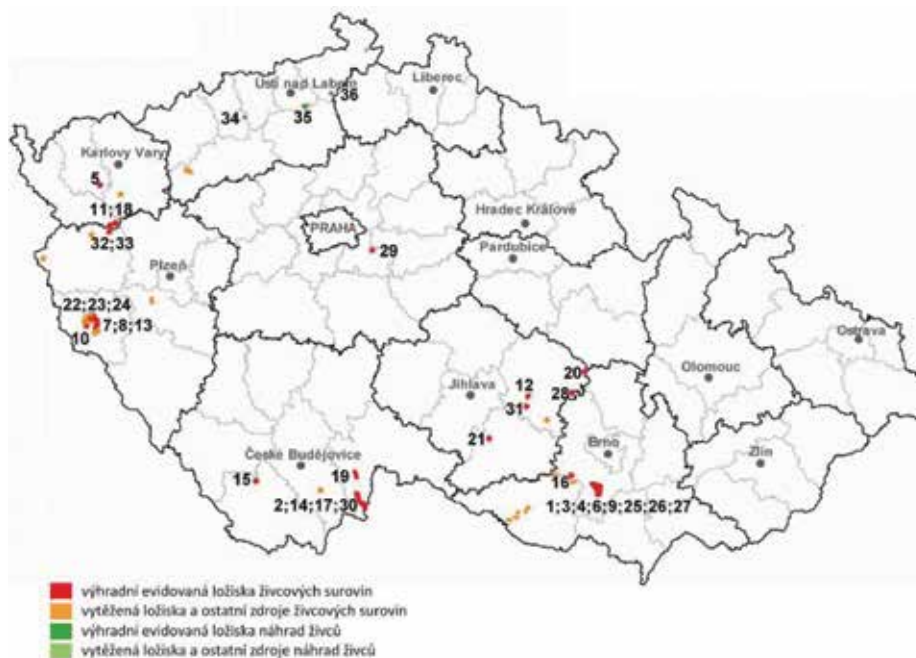 Ústí nad Labem
36
Liberec
34
35
Karlovy Vary
5
11;18
Hradec Králové
PRAHA
32;33
29
Pardubice
Plzeň
22;23;24
7;8;13
10
Ostrava
20
Olomouc
12
Jihlava
28
31
21
Brno
České Budějovice
Zlín
19
15
16
2;14;17;30
1;3;4;6;9;25;26;27
výhradní evidovaná ložiska živcových surovin
vytěžená ložiska a ostatní zdroje živcových surovin
výhradní evidovaná ložiska náhrad živců
vytěžená ložiska a ostatní zdroje náhrad živců